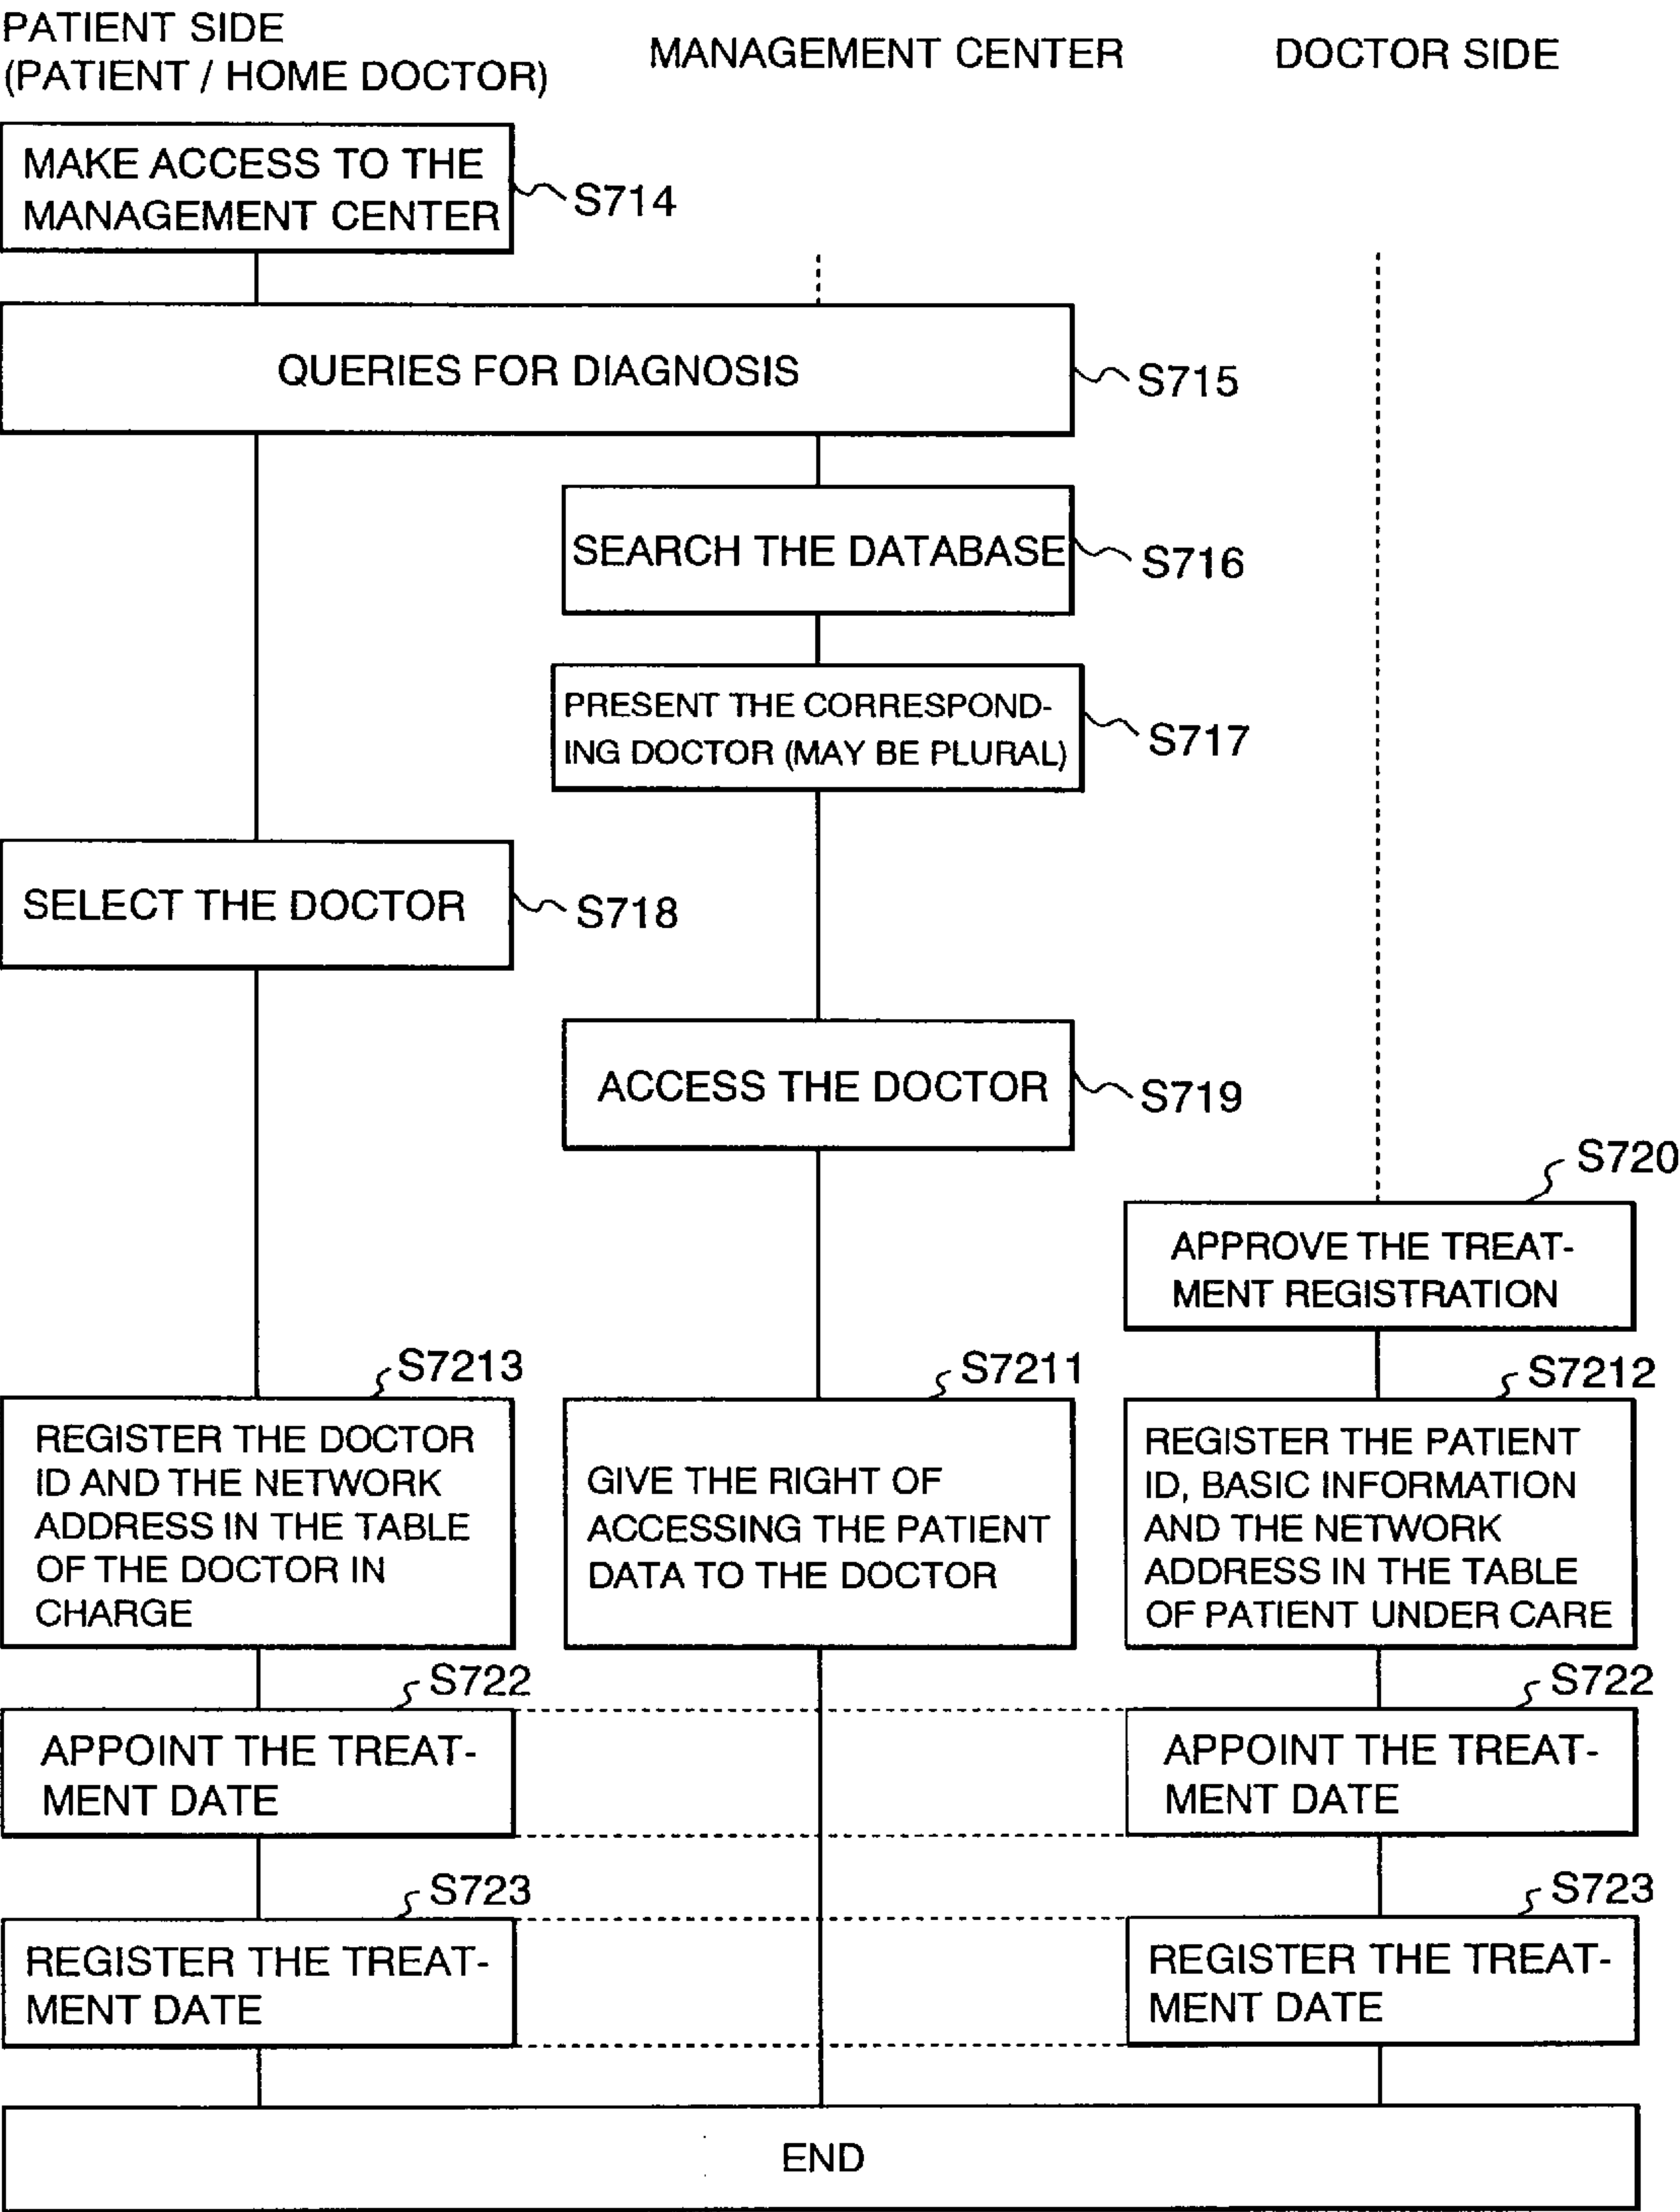 PATIENT SIDE
(PATIENT / HOME DOCTOR)
MANAGEMENT CENTER
DOCTOR SIDE
MAKE ACCESS TO THE
MANAGEMENT CENTER
S714
QUERIES FOR DIAGNOSIS
S715
SEARCH THE DATABASE
S716
PRESENT THE CORRESPOND-
ING DOCTOR (MAY BE PLURAL)
S717
SELECT THE DOCTOR
S718
ACCESS THE DOCTOR
S719
S720
APPROVE THE TREAT-
MENT REGISTRATION
S7213
REGISTER THE DOCTOR
ID AND THE NETWORK
ADDRESS IN THE TABLE
OF THE DOCTOR IN
CHARGE
S7211
GIVE THE RIGHT OF
ACCESSING THE PATIENT
DATA TO THE DOCTOR
S7212
REGISTER THE PATIENT
ID, BASIC INFORMATION
AND THE NETWORK
ADDRESS IN THE TABLE
OF PATIENT UNDER CARE
S722
APPOINT THE TREAT-
MENT DATE
S722
APPOINT THE TREAT-
MENT DATE
S723
REGISTER THE TREAT-
MENT DATE
S723
REGISTER THE TREAT-
MENT DATE
END